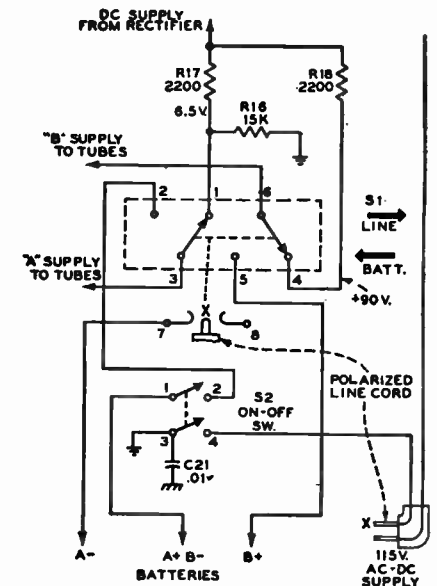 DC SUPPLY
FROM RECTIFIER
R17
2200
R18
2200
6.5V.
R16
15K
"B" SUPPLY
TO TUBES
2
1
6
S1
LINE
"A" SUPPLY
TO TUBES
3
5
4
BATT.
+90V.
X
7
8
POLARIZED
LINE CORD
1
2
S2
ON-OFF
SW.
3
4
C21
.01
X
A-
A+ B-
B+
BATTERIES
115V.
AC-DC
SUPPLY